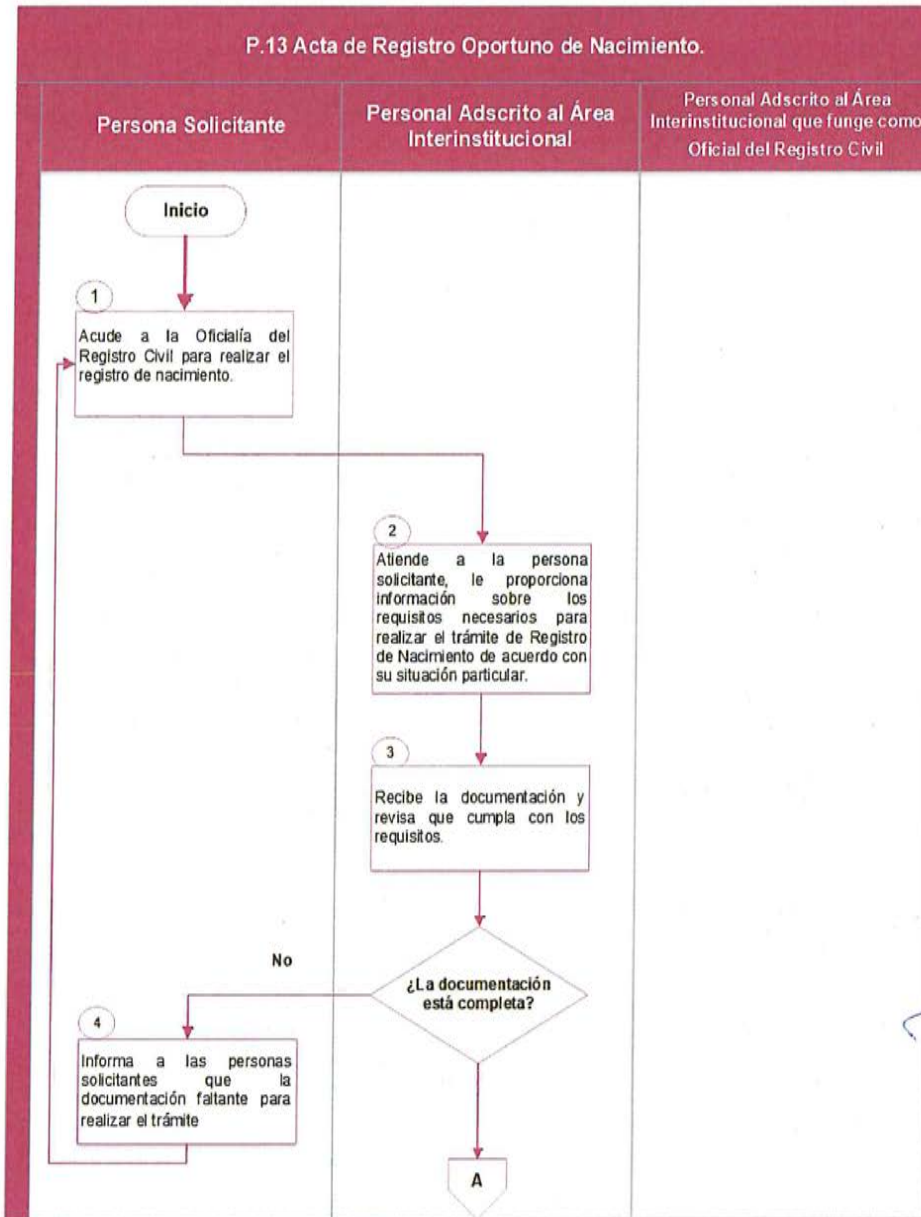 P.13 Acta de Registro Oportuno de Nacimiento.
Persona Solicitante
Personal Adscrito al Área
Interinstitucional
Personal Adscrito al Área
Interinstitucional que funge como
Oficial del Registro Civil
Inicio
1
Acude a la Oficialía del
Registro Civil para realizar el
registro de nacimiento.
2
Atiende a la persona
solicitante, le proporciona
información sobre los
requisitos necesarios para
realizar el trámite de Registro
de Nacimiento de acuerdo con
su situación particular.
3
Recibe la documentación y
revisa que cumpla con los
requisitos.
¿La documentación
está completa?
No
4
Informa a las personas
solicitantes que la
documentación faltante para
realizar el trámite
A